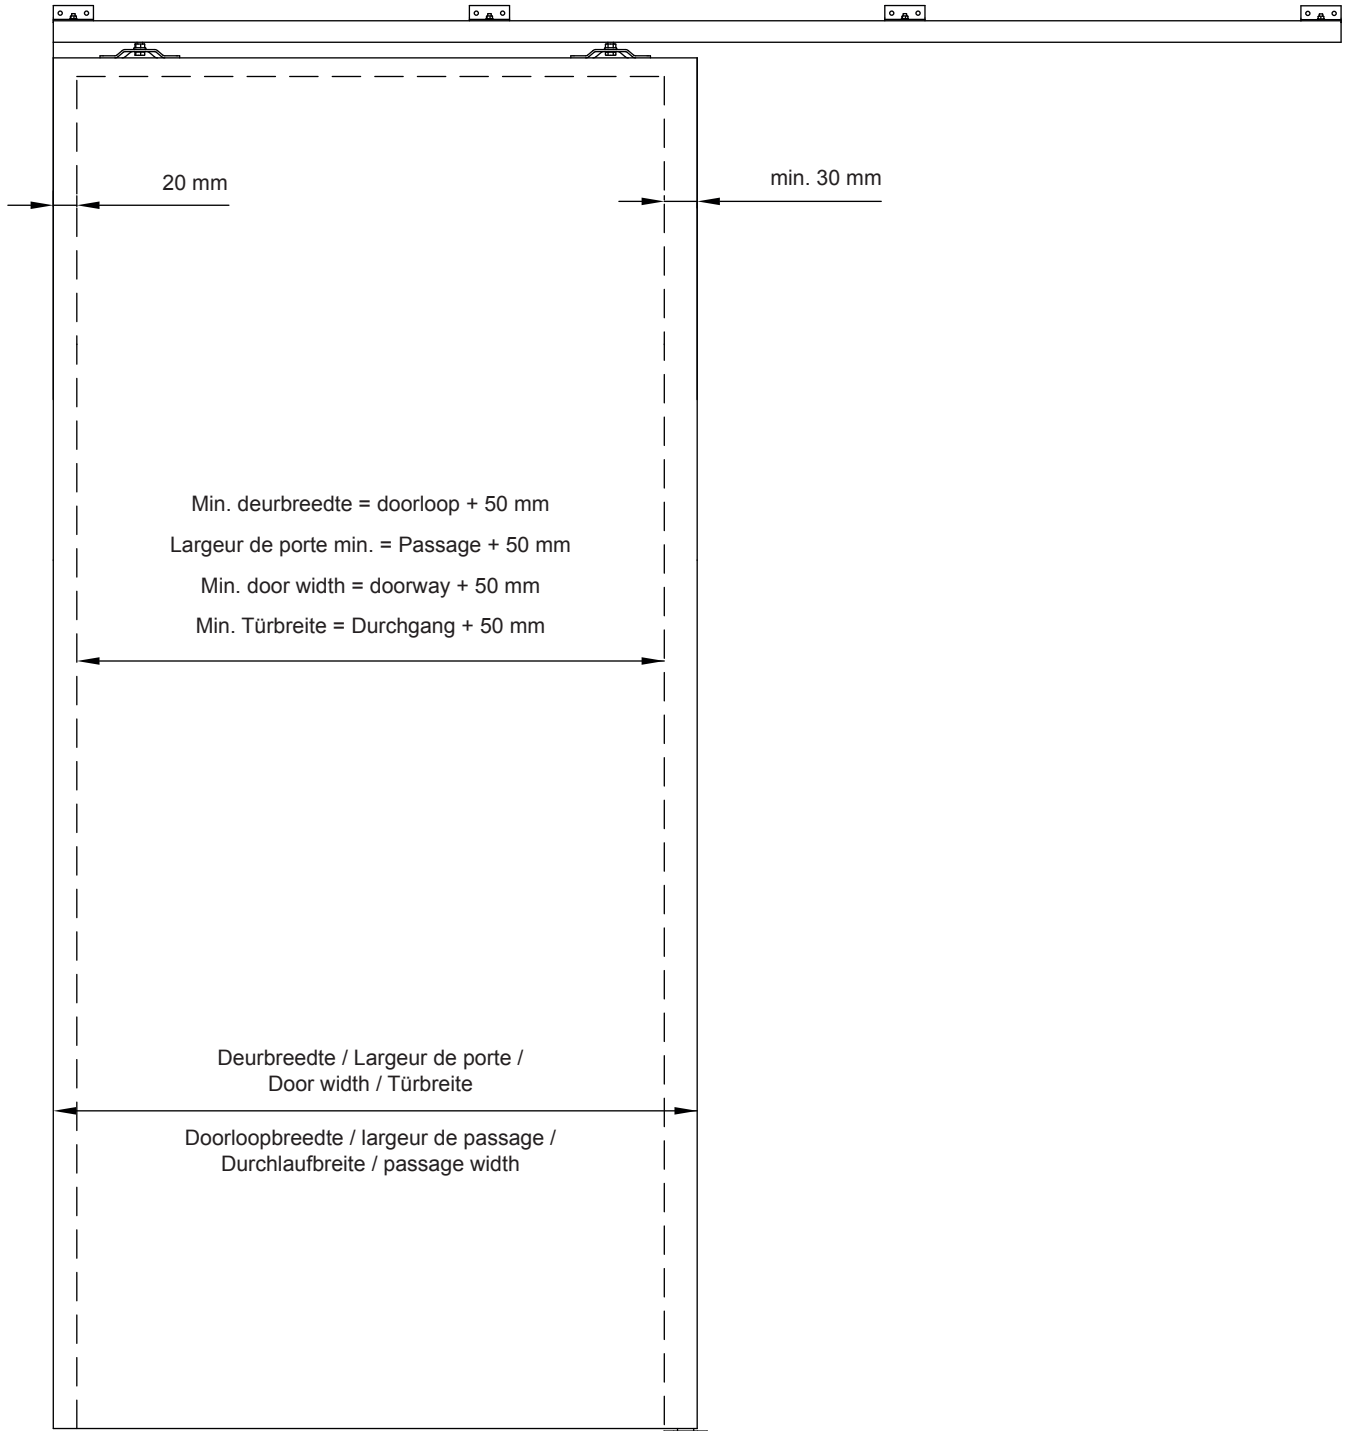 20 mm
min. 30 mm
Min. deurbreedte = doorloop + 50 mm
Largeur de porte min. = Passage + 50 mm
Min. door width = doorway + 50 mm
Min. Türbreite = Durchgang + 50 mm
Deurbreedte / Largeur de porte /
Door width / Türbreite
Doorloopbreedte / largeur de passage /
Durchlaufbreite / passage width